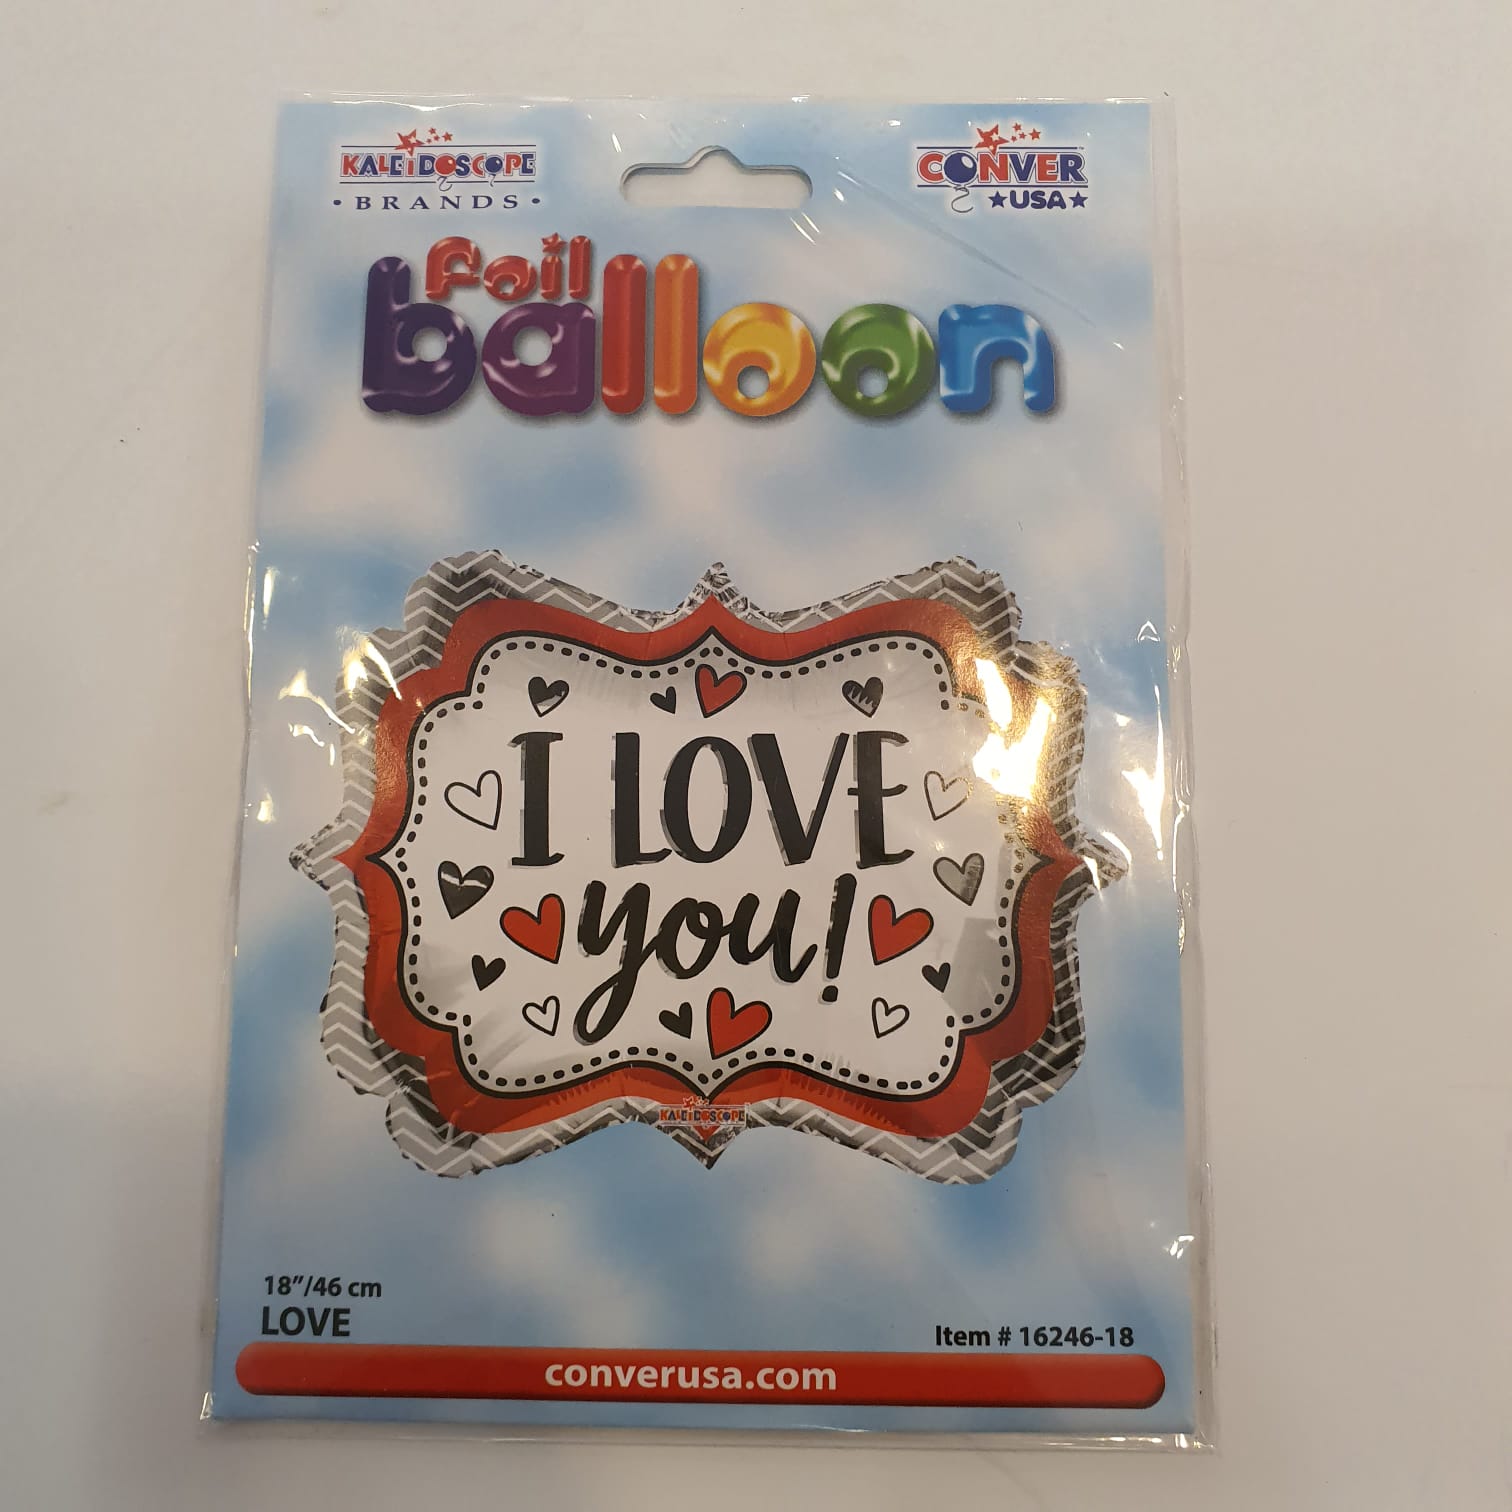 KALEIDOSCOPE
• BRANDS •
CONVER
★USA★
foil
balloon
I LOVE
you!
KALEIDOSCOPE
18"/46 cm
LOVE
Item # 16246-18
converusa.com